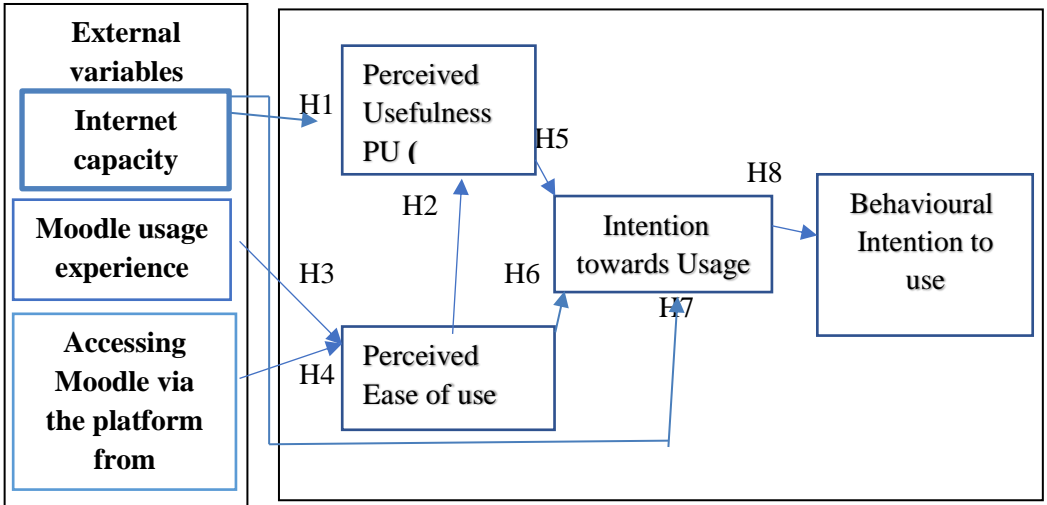 External
variables
Internet
capacity
Moodle usage
experience
Accessing
Moodle via
the platform
from
H1
Perceived
Usefulness
PU (
H5
H2
H3
H4
Perceived
Ease of use
H6
Intention
towards Usage
H7
H8
Behavioural
Intention to
use